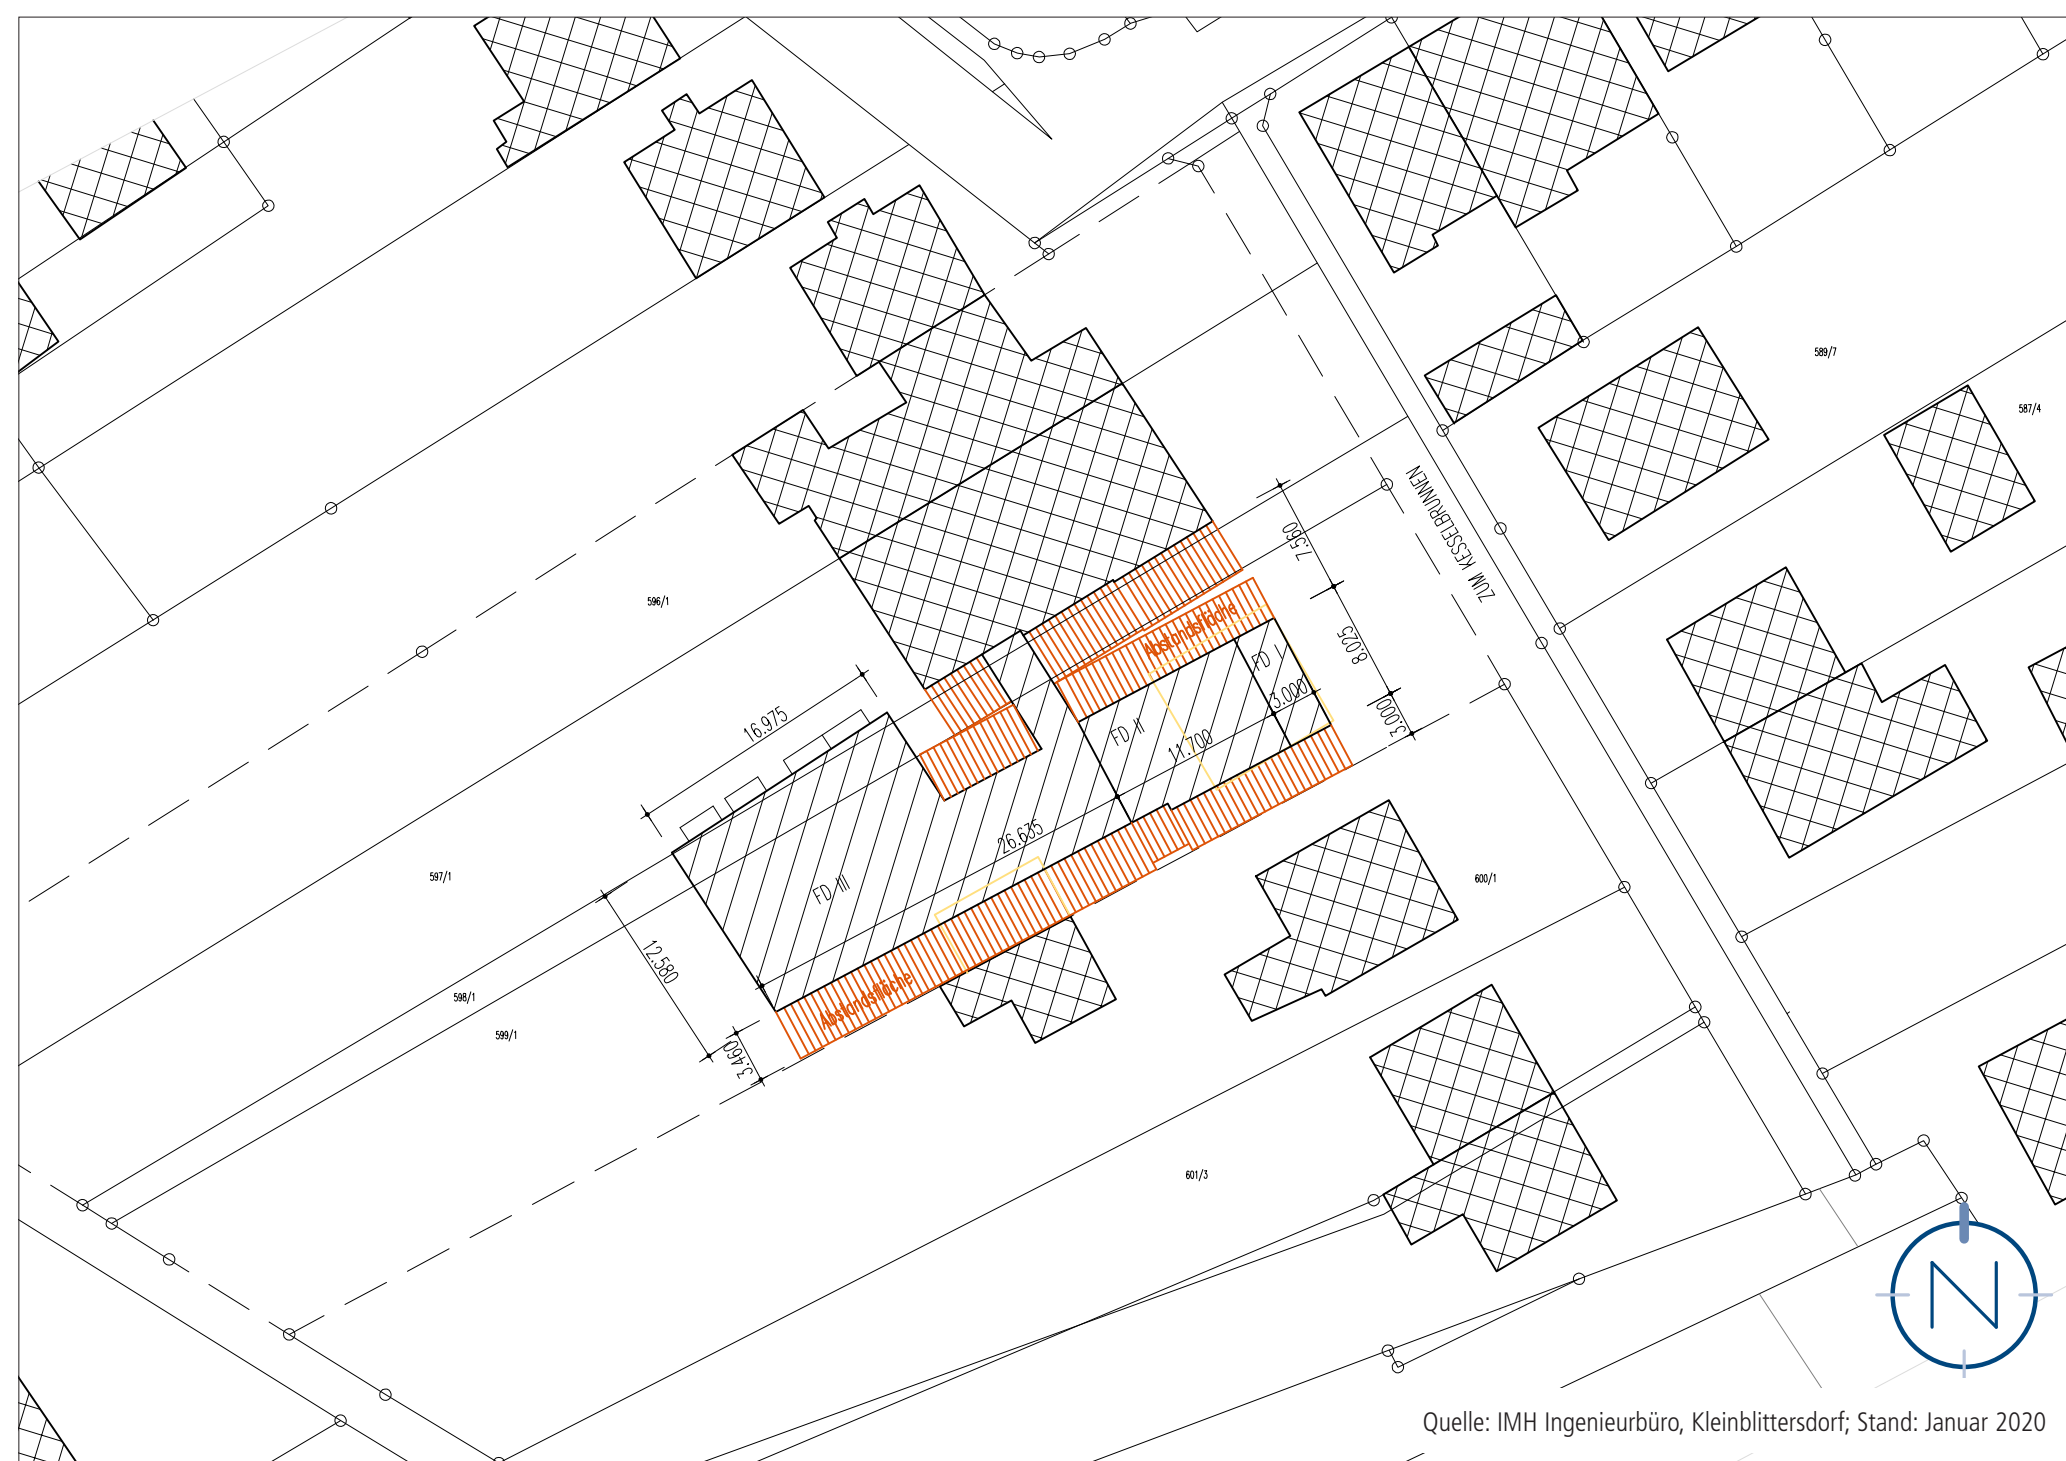 589/7
587/4
ZUM KESSELBRUNNEN
7.560
596/1
Abstandsfläche
8.025
FD I
3.000
3.000
16.975
FD II
11.700
26.635
597/1
FD III
600/1
12.580
598/1
Abstandsfläche
599/1
3.460
601/3
N
Quelle: IMH Ingenieurbüro, Kleinblittersdorf; Stand: Januar 2020